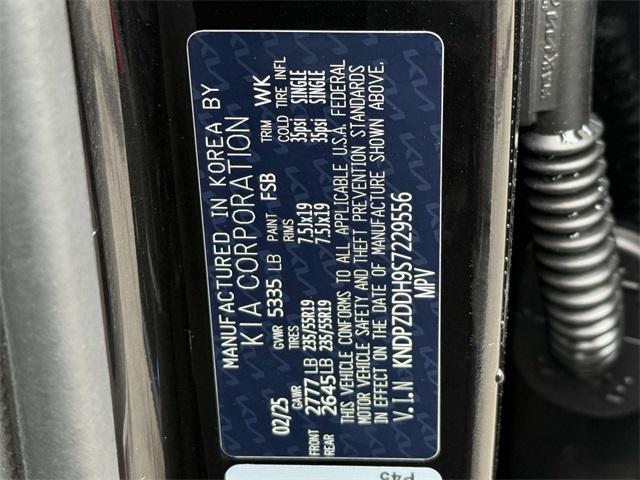 MANUFACTURED IN KOREA BY
KIA CORPORATION
02/25 GVWR 5335 LB PAINT FSB TRIM WK
GAWR TIRES RIMS COLD TIRE INFL
FRONT 2777 LB 235/55R19 7.5Jx19 35psi SINGLE
REAR 2645 LB 235/55R19 7.5Jx19 35psi SINGLE
THIS VEHICLE CONFORMS TO ALL APPLICABLE U.S.A. FEDERAL
MOTOR VEHICLE SAFETY AND THEFT PREVENTION STANDARDS
IN EFFECT ON THE DATE OF MANUFACTURE SHOWN ABOVE.
V.I.N KNDPZDDH9S7229556
MPV
P45